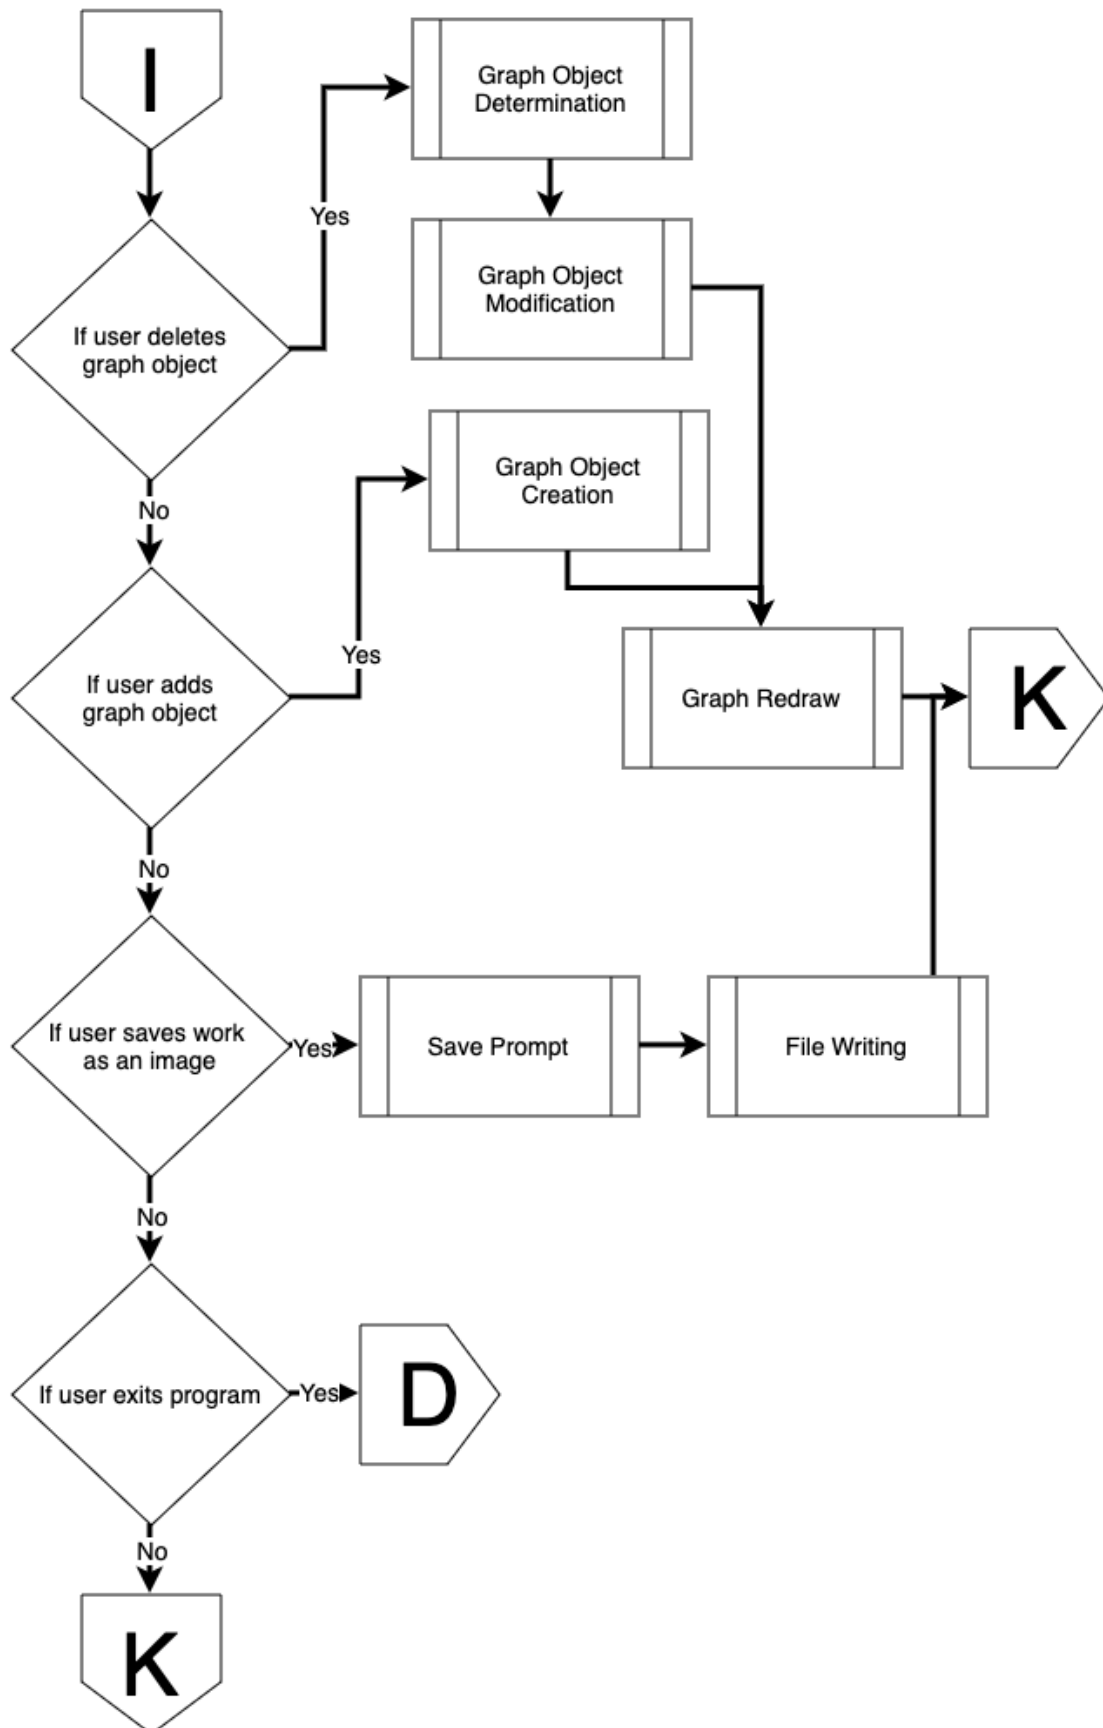 I
Graph Object
Determination
Yes
Graph Object
Modification
If user deletes
graph object
Graph Object
Creation
No
Yes
If user adds
graph object
Graph Redraw
K
No
If user saves work
as an image
Yes
Save Prompt
File Writing
No
If user exits program
Yes
D
No
K